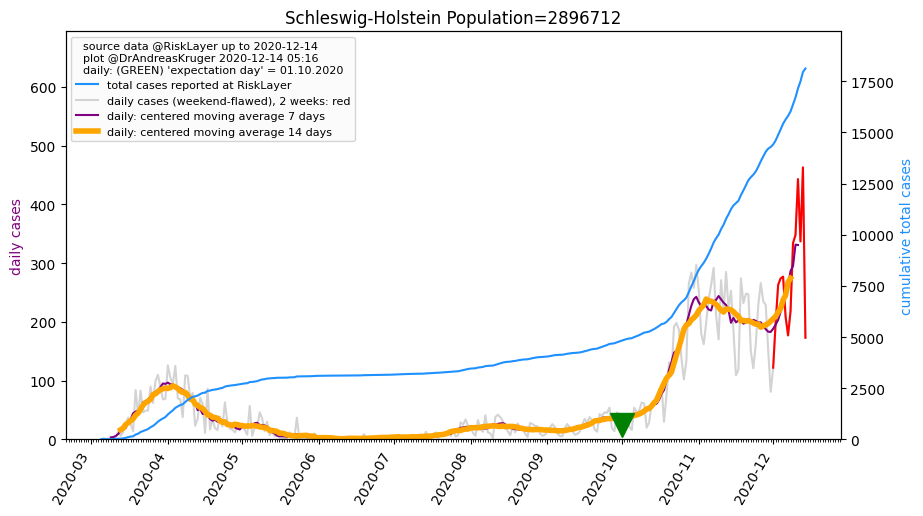 Schleswig-Holstein Population=2896712
source data @RiskLayer up to 2020-12-14
plot @DrAndreasKruger 2020-12-14 05:16
daily: (GREEN) 'expectation day' = 01.10.2020
total cases reported at RiskLayer
daily cases (weekend-flawed), 2 weeks: red
daily: centered moving average 7 days
daily: centered moving average 14 days
daily cases
600
500
400
300
200
100
0
17500
15000
12500
10000
7500
5000
2500
0
cumulative total cases
2020-03
2020-04
2020-05
2020-06
2020-07
2020-08
2020-09
2020-10
2020-11
2020-12